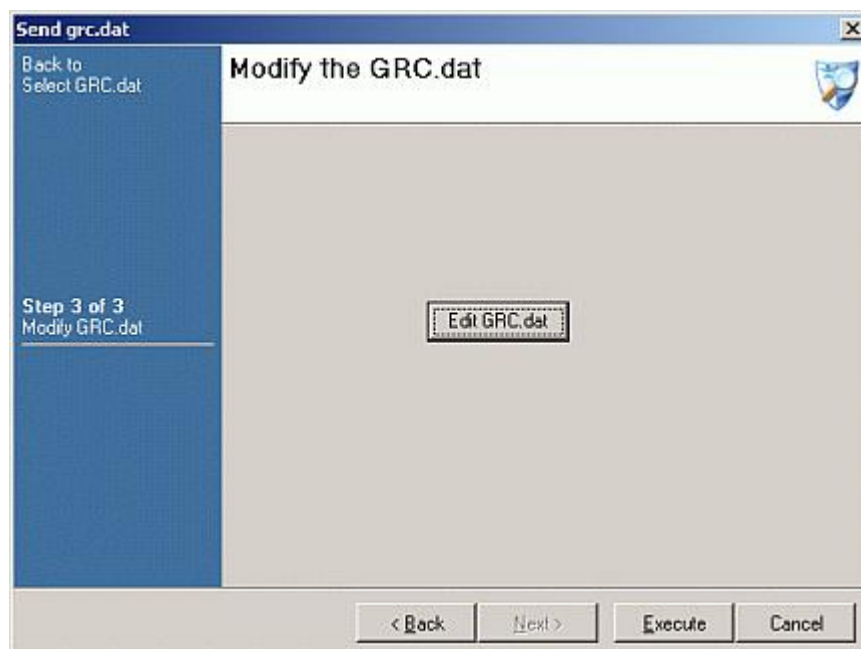 Send grc.dat
Back to
Select GRC.dat
Modify the GRC.dat
Step 3 of 3
Modify GRC.dat
Edit GRC.dat
< Back
Next >
Execute
Cancel